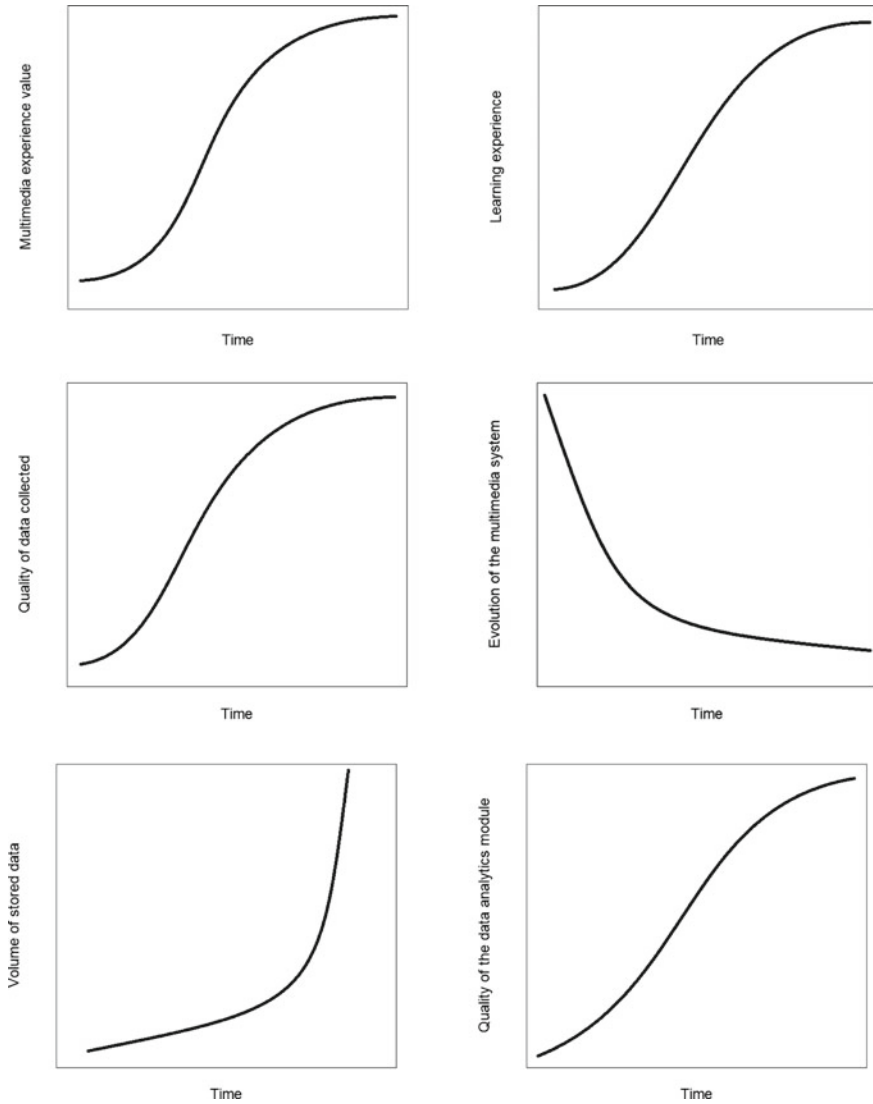 Multimedia experience value
Time
Learning experience
Time
Quality of data collected
Time
Evolution of the multimedia system
Time
Volume of stored data
Time
Quality of the data analytics module
Time